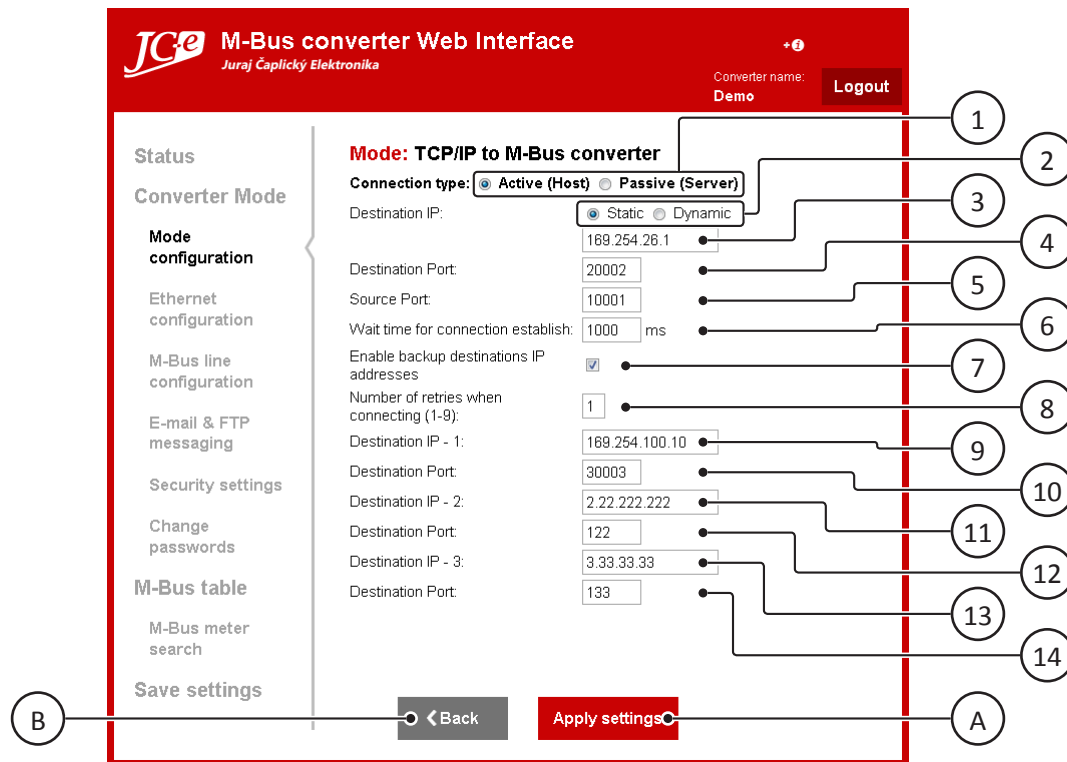 JC-e M-Bus converter Web Interface
Juraj Čaplický Elektronika
+i
Converter name:
Demo
Logout
Status
Converter Mode
Mode
configuration
Ethernet
configuration
M-Bus line
configuration
E-mail & FTP
messaging
Security settings
Change
passwords
M-Bus table
M-Bus meter
search
Save settings
Mode: TCP/IP to M-Bus converter
Connection type: Active (Host) Passive (Server)
Destination IP: Static Dynamic
169.254.26.1
Destination Port: 20002
Source Port: 10001
Wait time for connection establish: 1000 ms
Enable backup destinations IP
addresses
Number of retries when
connecting (1-9): 1
Destination IP - 1: 169.254.100.10
Destination Port: 30003
Destination IP - 2: 2.22.222.222
Destination Port: 122
Destination IP - 3: 3.33.33.33
Destination Port: 133
Back
Apply settings
1
2
3
4
5
6
7
8
9
10
11
12
13
14
B
A